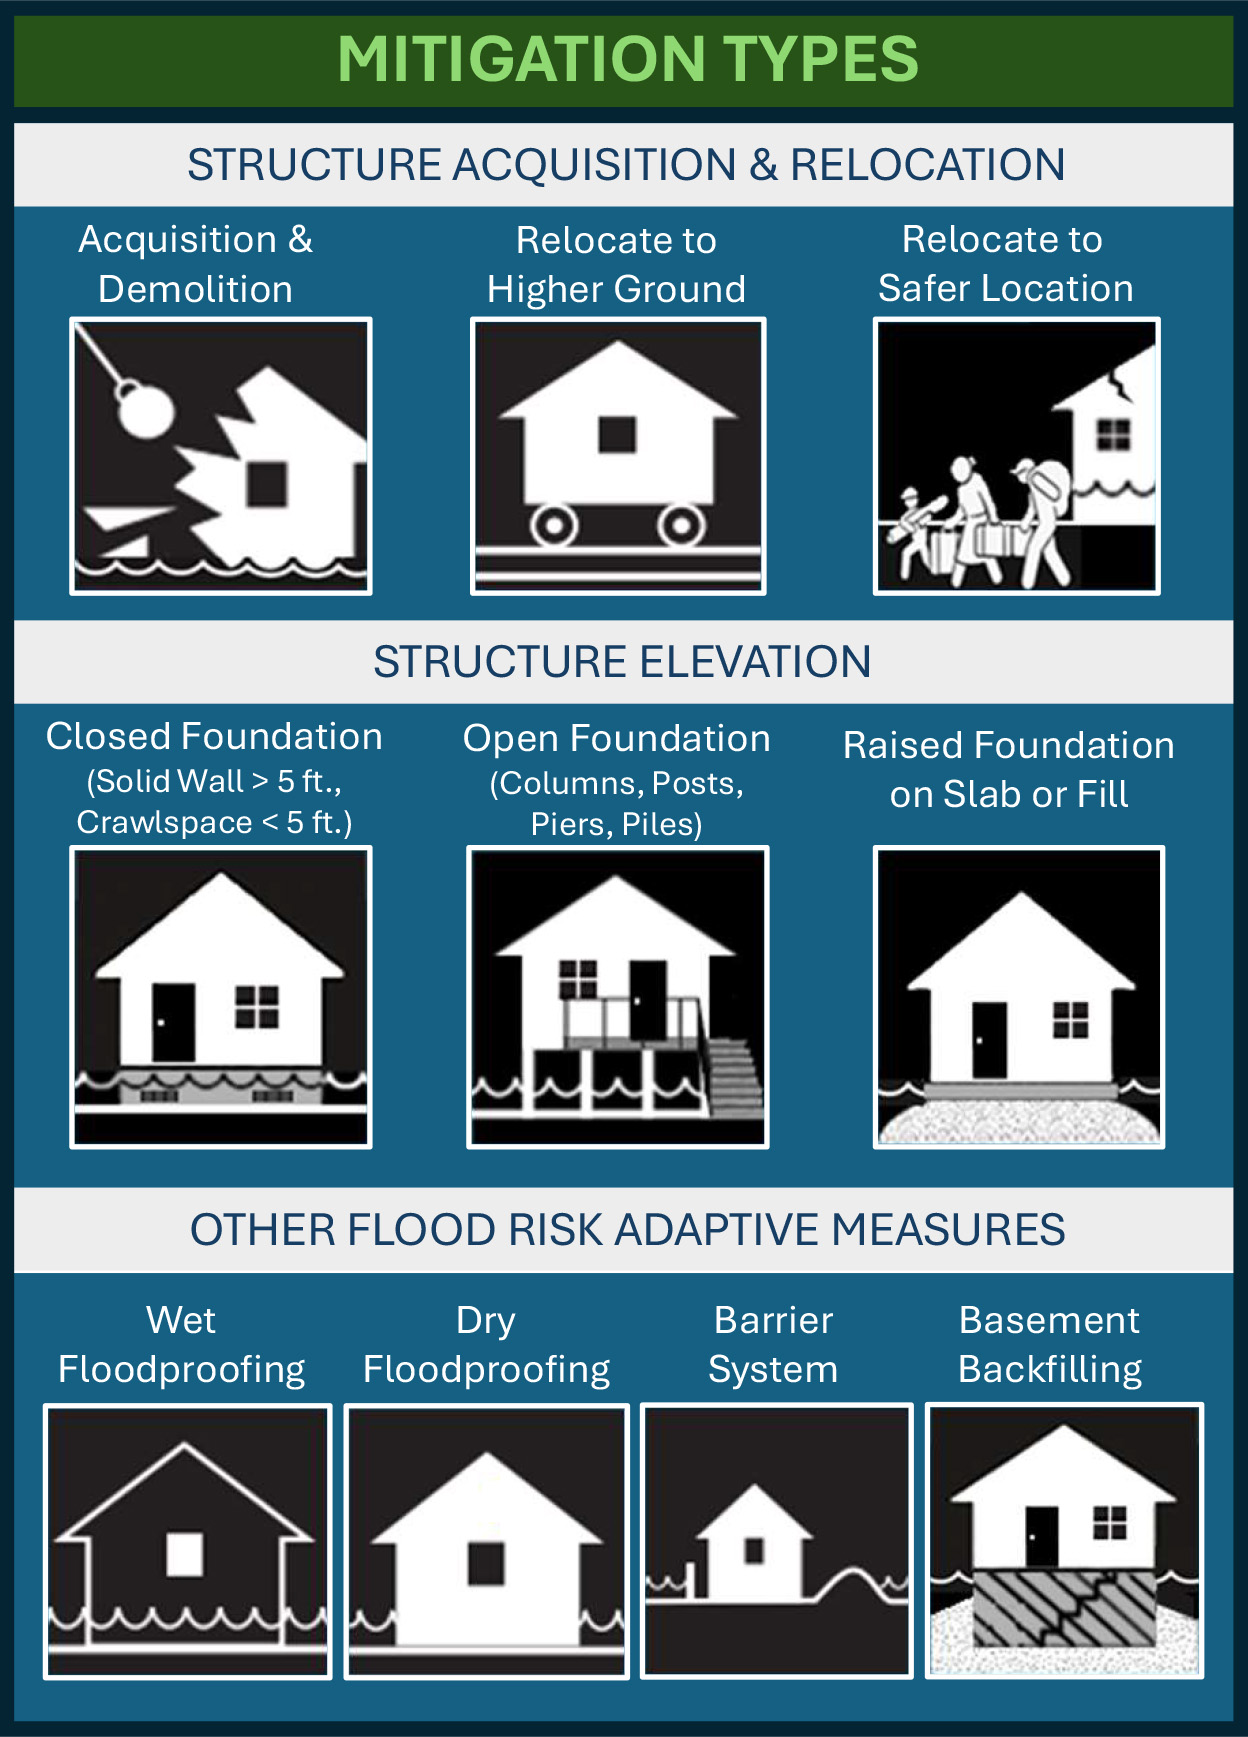 MITIGATION TYPES
STRUCTURE ACQUISITION & RELOCATION
Acquisition &
Demolition
Relocate to
Higher Ground
Relocate to
Safer Location
STRUCTURE ELEVATION
Closed Foundation
(Solid Wall > 5 ft.,
Crawlspace < 5 ft.)
Open Foundation
(Columns, Posts,
Piers, Piles)
Raised Foundation
on Slab or Fill
OTHER FLOOD RISK ADAPTIVE MEASURES
Wet
Floodproofing
Dry
Floodproofing
Barrier
System
Basement
Backfilling